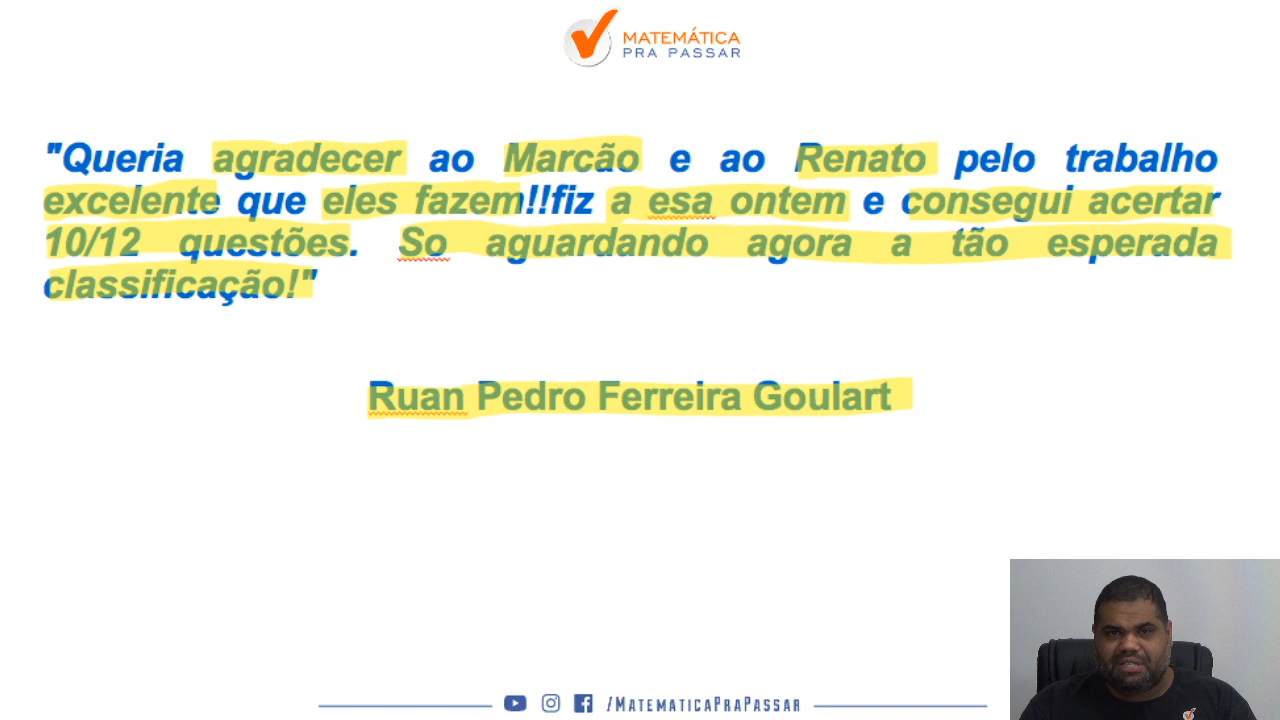 MATEMÁTICA
PRA PASSAR
"Queria agradecer ao Marcão e ao Renato pelo trabalho
excelente que eles fazem!!fiz a esa ontem e consegui acertar
10/12 questões. So aguardando agora a tão esperada
classificação!"
Ruan Pedro Ferreira Goulart
/MATEMATICAPRAPASSAR